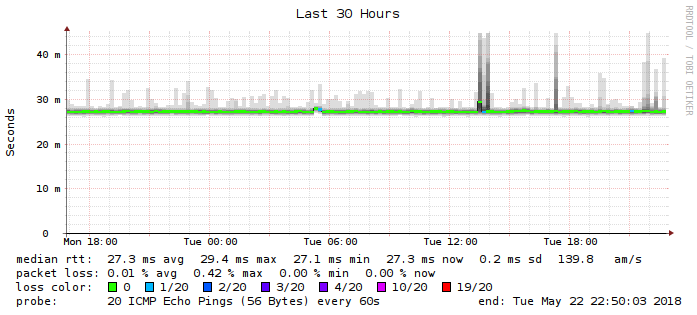 Last 30 Hours
RRDTOOL / TOBI OETIKER
Seconds
40 m
30 m
20 m
10 m
0
Mon 18:00 Tue 00:00 Tue 06:00 Tue 12:00 Tue 18:00
median rtt: 27.3 ms avg 29.4 ms max 27.1 ms min 27.3 ms now 0.2 ms sd 139.8 am/s
packet loss: 0.01 % avg 0.42 % max 0.00 % min 0.00 % now
loss color: 0 1/20 2/20 3/20 4/20 10/20 19/20
probe: 20 ICMP Echo Pings (56 Bytes) every 60s end: Tue May 22 22:50:03 2018